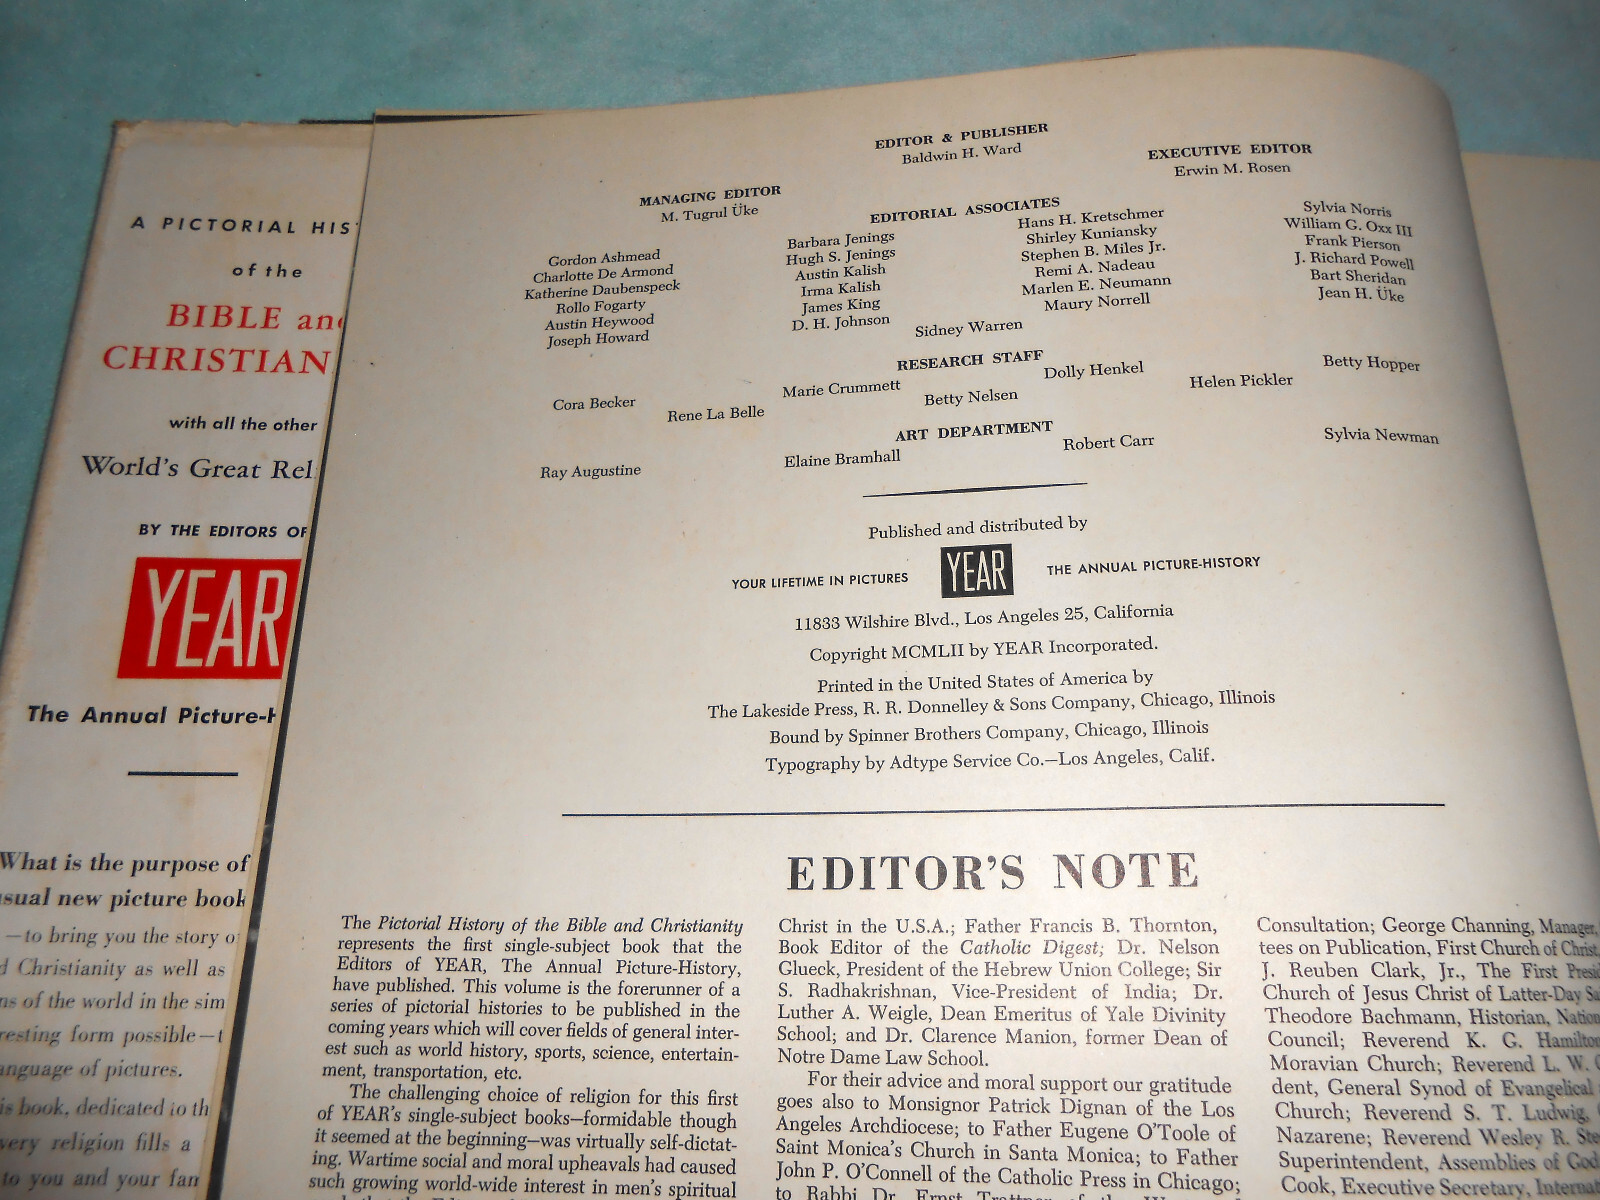 A PICTORIAL HIS
of the
BIBLE and
CHRISTIAN
with all the other
World's Great Rel
BY THE EDITORS OF
YEAR
The Annual Picture-H
What is the purpose of
sual new picture book
—to bring you the story o
d Christianity as well as
ns of the world in the sim
resting form possible—t
anguage of pictures.
is book, dedicated to th
very religion fills a
to you and your fam
EDITOR & PUBLISHER
Baldwin H. Ward
MANAGING EDITOR
M. Tugrul Üke
EXECUTIVE EDITOR
Erwin M. Rosen
EDITORIAL ASSOCIATES
Gordon Ashmead
Charlotte De Armond
Katherine Daubenspeck
Rollo Fogarty
Austin Heywood
Joseph Howard
Barbara Jenings
Hugh S. Jenings
Austin Kalish
Irma Kalish
James King
D. H. Johnson
Hans H. Kretschmer
Shirley Kuniansky
Stephen B. Miles Jr.
Remi A. Nadeau
Marlen E. Neumann
Maury Norrell
Sylvia Norris
William G. Oxx III
Frank Pierson
J. Richard Powell
Bart Sheridan
Jean H. Üke
Sidney Warren
RESEARCH STAFF
Cora Becker
Rene La Belle
Marie Crummett
Betty Nelsen
Dolly Henkel
Helen Pickler
Betty Hopper
ART DEPARTMENT
Ray Augustine
Elaine Bramhall
Robert Carr
Sylvia Newman
Published and distributed by
YOUR LIFETIME IN PICTURES YEAR THE ANNUAL PICTURE-HISTORY
11833 Wilshire Blvd., Los Angeles 25, California
Copyright MCMLII by YEAR Incorporated.
Printed in the United States of America by
The Lakeside Press, R. R. Donnelley & Sons Company, Chicago, Illinois
Bound by Spinner Brothers Company, Chicago, Illinois
Typography by Adtype Service Co.—Los Angeles, Calif.
EDITOR'S NOTE
The Pictorial History of the Bible and Christianity
represents the first single-subject book that the
Editors of YEAR, The Annual Picture-History,
have published. This volume is the forerunner of a
series of pictorial histories to be published in the
coming years which will cover fields of general inter-
est such as world history, sports, science, entertain-
ment, transportation, etc.
The challenging choice of religion for this first
of YEAR'S single-subject books—formidable though
it seemed at the beginning—was virtually self-dictat-
ing. Wartime social and moral upheavals had caused
such growing world-wide interest in men's spiritual
Christ in the U.S.A.; Father Francis B. Thornton,
Book Editor of the Catholic Digest; Dr. Nelson
Glueck, President of the Hebrew Union College; Sir
S. Radhakrishnan, Vice-President of India; Dr.
Luther A. Weigle, Dean Emeritus of Yale Divinity
School; and Dr. Clarence Manion, former Dean of
Notre Dame Law School.
For their advice and moral support our gratitude
goes also to Monsignor Patrick Dignan of the Los
Angeles Archdiocese; to Father Eugene O'Toole of
Saint Monica's Church in Santa Monica; to Father
John P. O'Connell of the Catholic Press in Chicago;
to Rabbi Dr. Ernst Trattner of the
Consultation; George Channing, Manager,
tees on Publication, First Church of Christ,
J. Reuben Clark, Jr., The First Presi
Church of Jesus Christ of Latter-Day Sa
Theodore Bachmann, Historian, Nation
Council; Reverend K. G. Hamilton
Moravian Church; Reverend L. W.
dent, General Synod of Evangelical
Church; Reverend S. T. Ludwig,
Nazarene; Reverend Wesley R. Ste
Superintendent, Assemblies of God
Cook, Executive Secretary, Internat